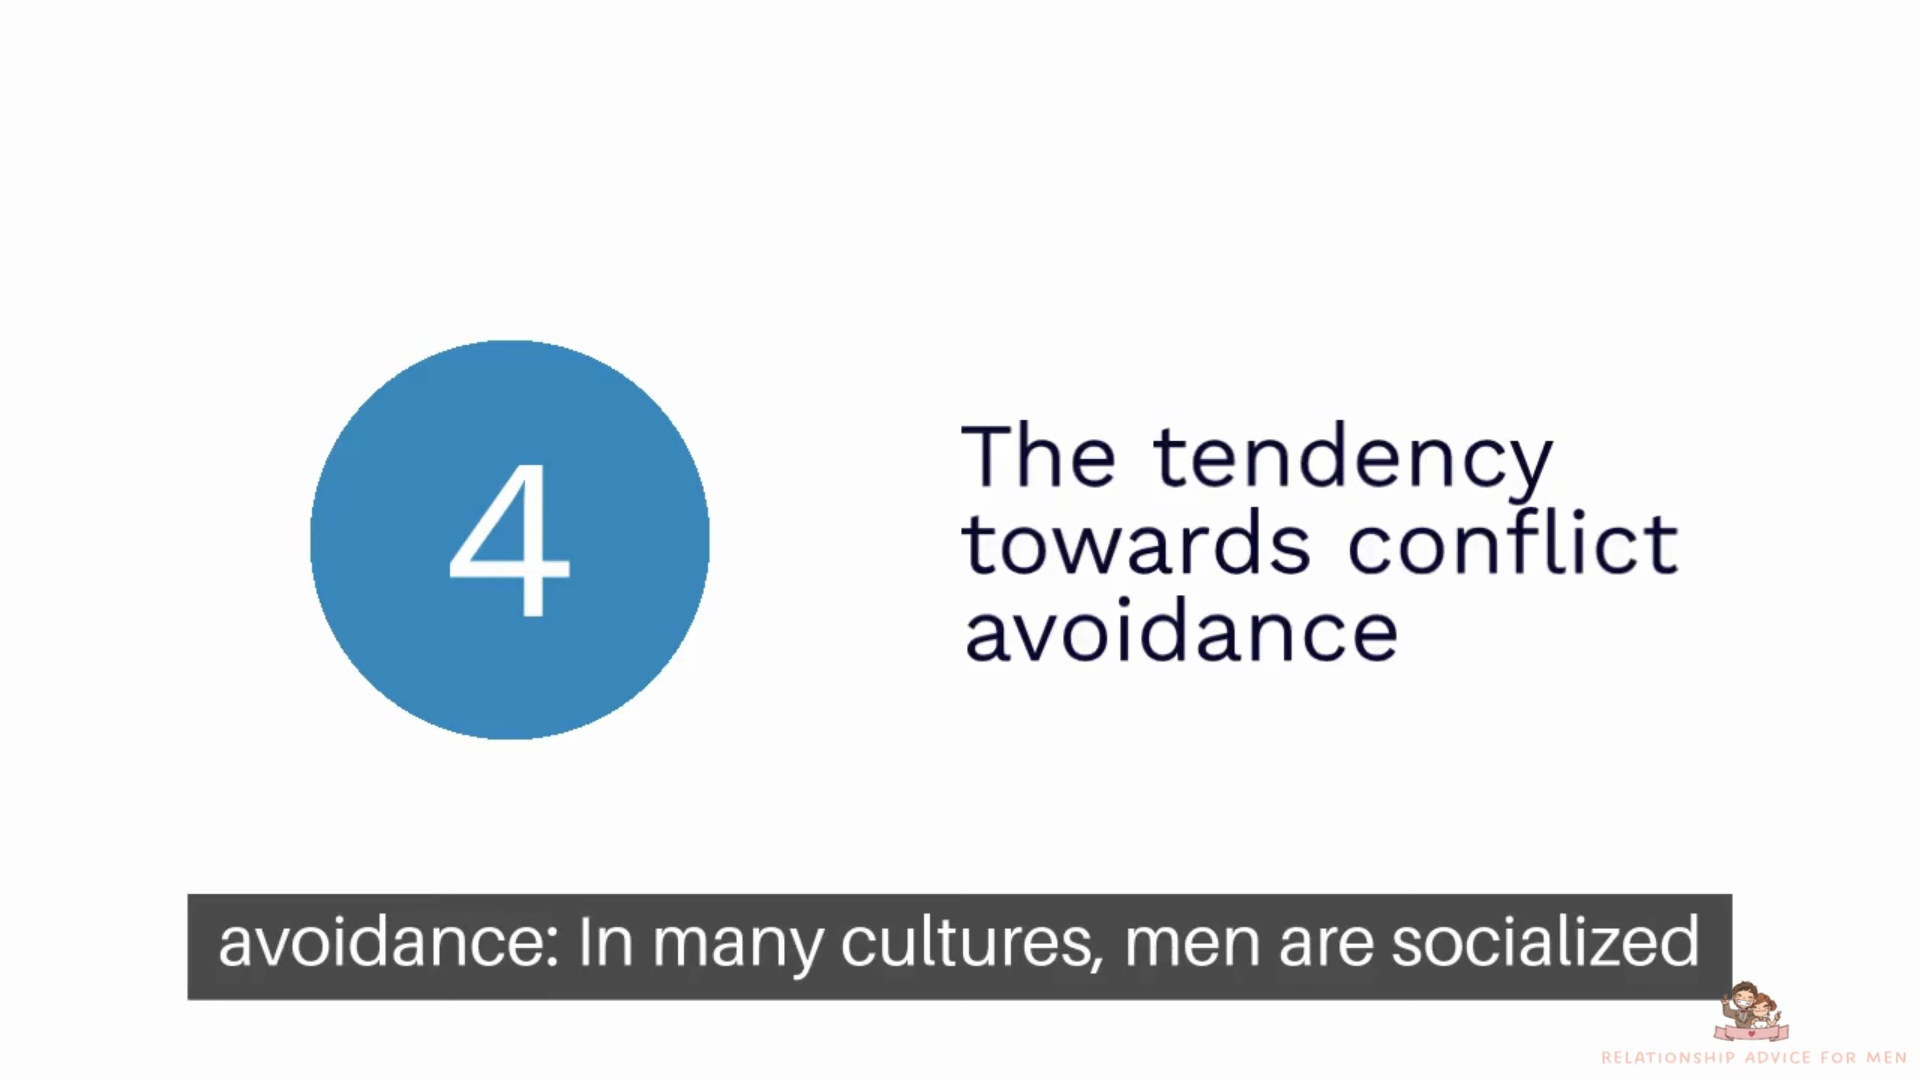 4
The tendency
towards conflict
avoidance
avoidance: In many cultures, men are socialized
RELATIONSHIP ADVICE FOR MEN